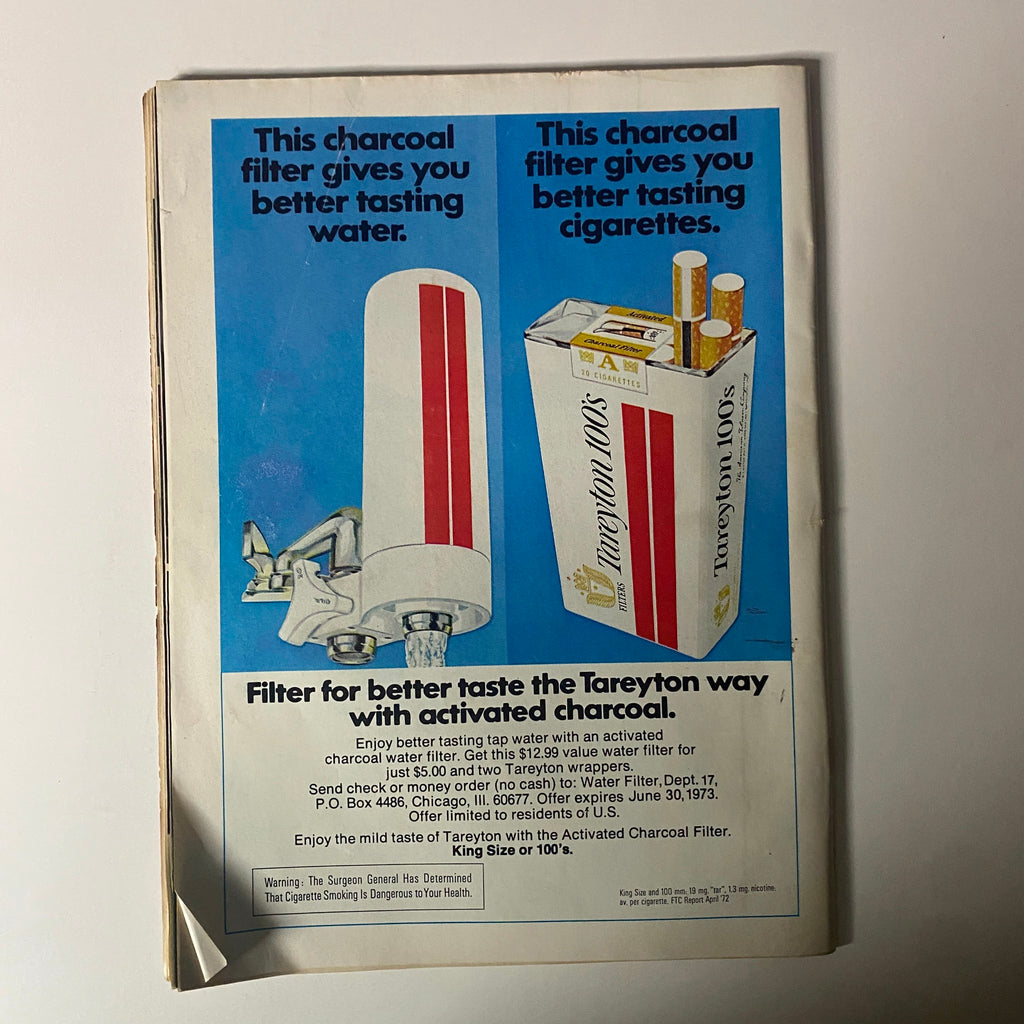 This charcoal
filter gives you
better tasting
water.
This charcoal
filter gives you
better tasting
cigarettes.
Activated
Charcoal Filter
A
20 CIGARETTES
FILTERS Tareyton 100's
Tareyton 100's
Filter for better taste the Tareyton way
with activated charcoal.
Enjoy better tasting tap water with an activated
charcoal water filter. Get this $12.99 value water filter for
just $5.00 and two Tareyton wrappers.
Send check or money order (no cash) to: Water Filter, Dept. 17,
P.O. Box 4486, Chicago, Ill. 60677. Offer expires June 30, 1973.
Offer limited to residents of U.S.
Enjoy the mild taste of Tareyton with the Activated Charcoal Filter.
King Size or 100's.
Warning: The Surgeon General Has Determined
That Cigarette Smoking Is Dangerous to Your Health.
King Size and 100 mm: 19 mg. "tar", 1.3 mg. nicotine.
av. per cigarette, FTC Report April '72